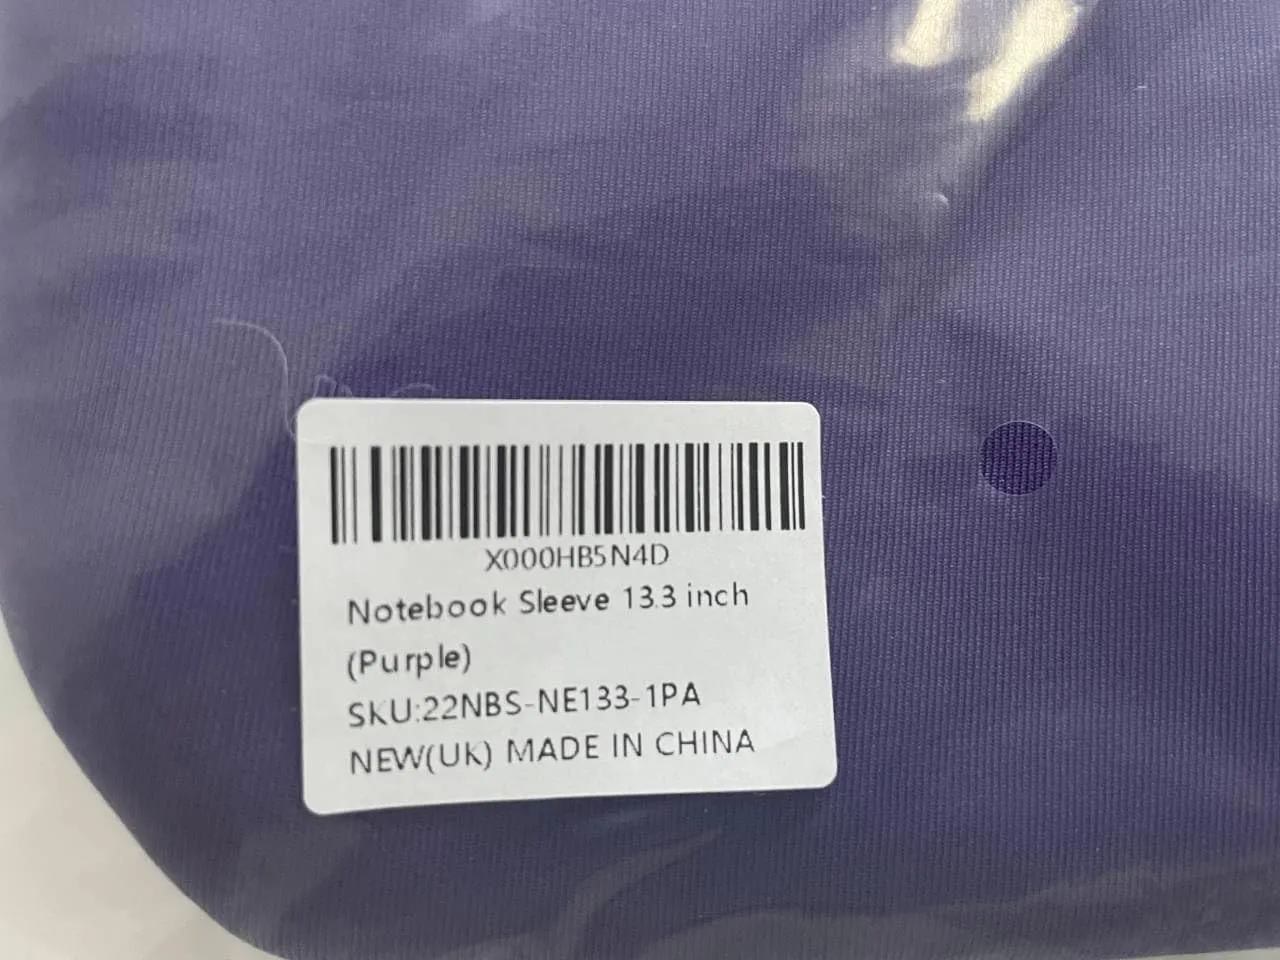 X000HB5N4D
Notebook Sleeve 13.3 inch
(Purple)
SKU:22NBS-NE133-1PA
NEW(UK) MADE IN CHINA